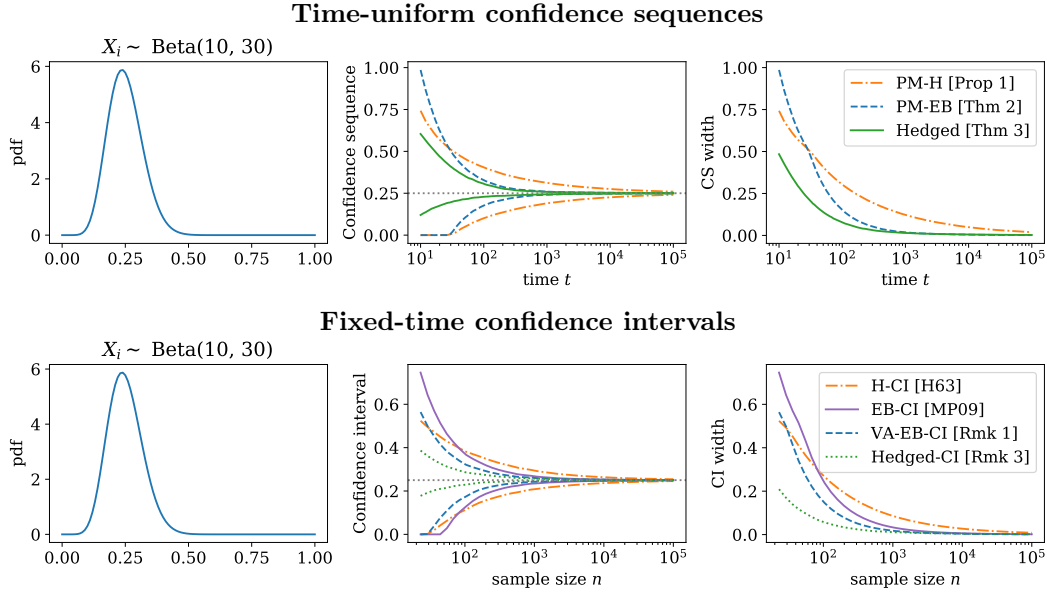 Time-uniform confidence sequences
X_i ∼ Beta(10, 30)
pdf
6
4
2
0
0.00 0.25 0.50 0.75 1.00
Confidence sequence
1.00
0.75
0.50
0.25
0.00
10^1 10^2 10^3 10^4 10^5
time t
CS width
1.00
0.75
0.50
0.25
0.00
PM-H [Prop 1]
PM-EB [Thm 2]
Hedged [Thm 3]
10^1 10^2 10^3 10^4 10^5
time t
Fixed-time confidence intervals
X_i ∼ Beta(10, 30)
pdf
6
4
2
0
0.00 0.25 0.50 0.75 1.00
Confidence interval
0.6
0.4
0.2
0.0
10^2 10^3 10^4 10^5
sample size n
CI width
0.6
0.4
0.2
0.0
H-CI [H63]
EB-CI [MP09]
VA-EB-CI [Rmk 1]
Hedged-CI [Rmk 3]
10^2 10^3 10^4 10^5
sample size n